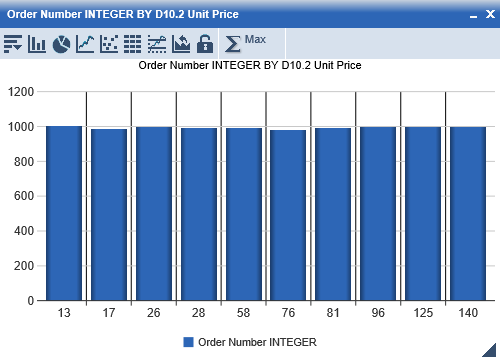 Order Number INTEGER BY D10.2 Unit Price
Max
Order Number INTEGER BY D10.2 Unit Price
1200
1000
800
600
400
200
0
13 17 26 28 58 76 81 96 125 140
Order Number INTEGER